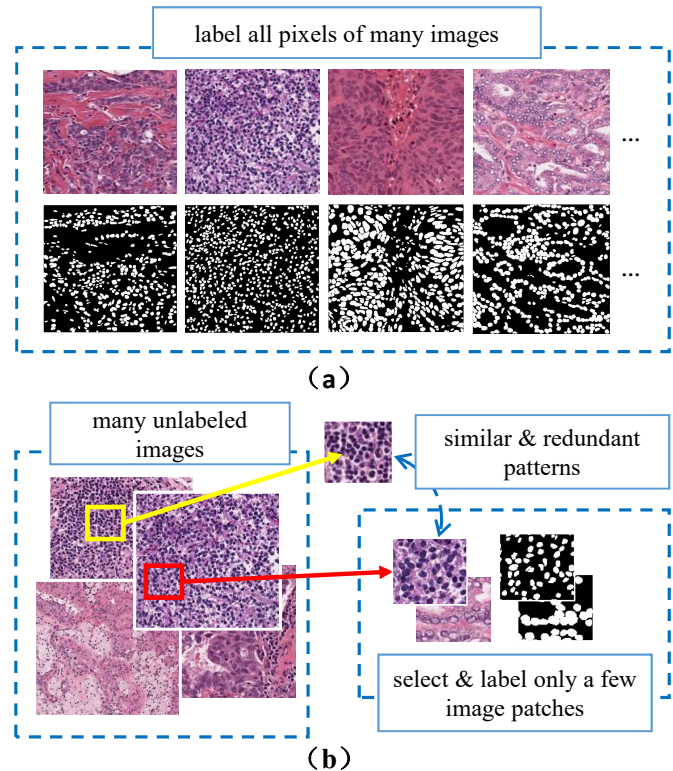 label all pixels of many images
...
...
(a)
many unlabeled
images
similar & redundant
patterns
select & label only a few
image patches
(b)